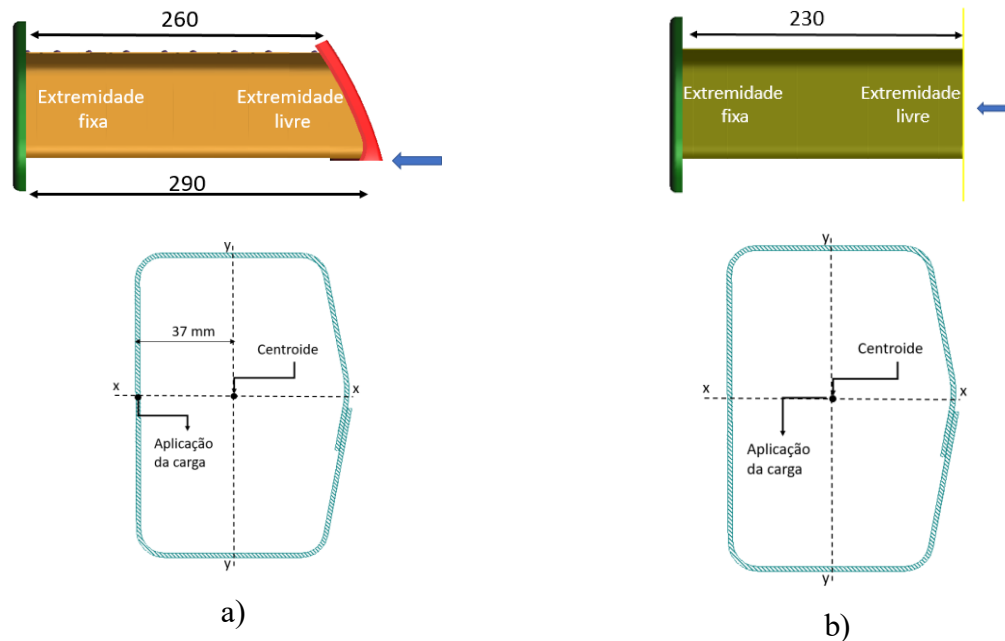 260
Extremidade
fixa
Extremidade
livre
290
y
37 mm
Centroide
x
x
Aplicação
da carga
y
a)
230
Extremidade
fixa
Extremidade
livre
y
Centroide
x
x
Aplicação
da carga
y
b)